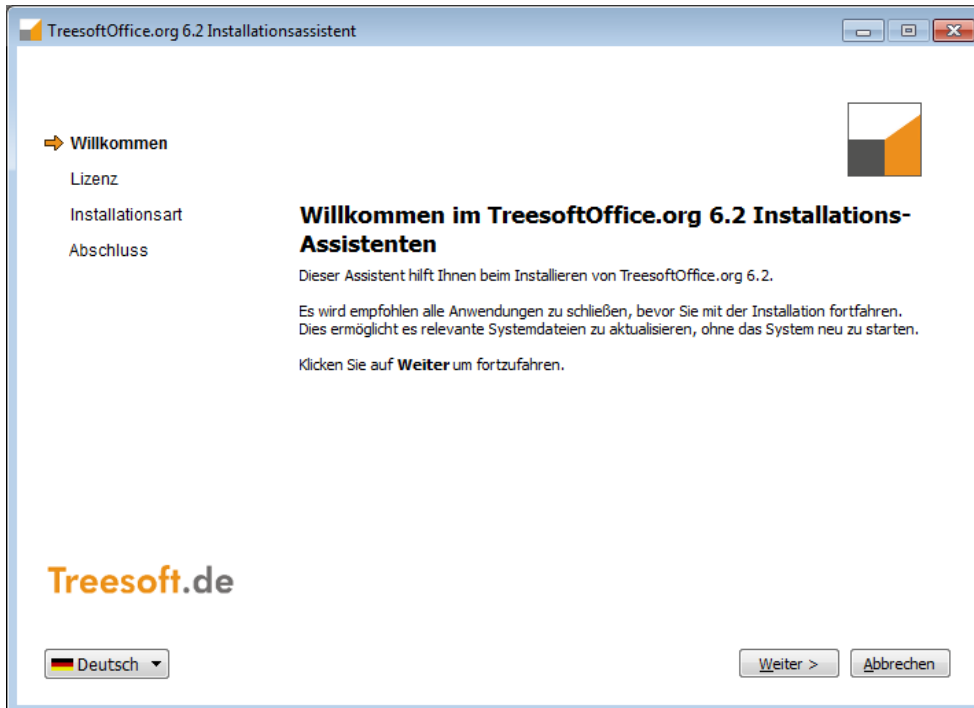 TreesoftOffice.org 6.2 Installationsassistent
Willkommen
Lizenz
Installationsart
Abschluss
Willkommen im TreesoftOffice.org 6.2 Installations-
Assistenten
Dieser Assistent hilft Ihnen beim Installieren von TreesoftOffice.org 6.2.
Es wird empfohlen alle Anwendungen zu schließen, bevor Sie mit der Installation fortfahren.
Dies ermöglicht es relevante Systemdateien zu aktualisieren, ohne das System neu zu starten.
Klicken Sie auf Weiter um fortzufahren.
Treesoft.de
Deutsch
Weiter >
Abbrechen